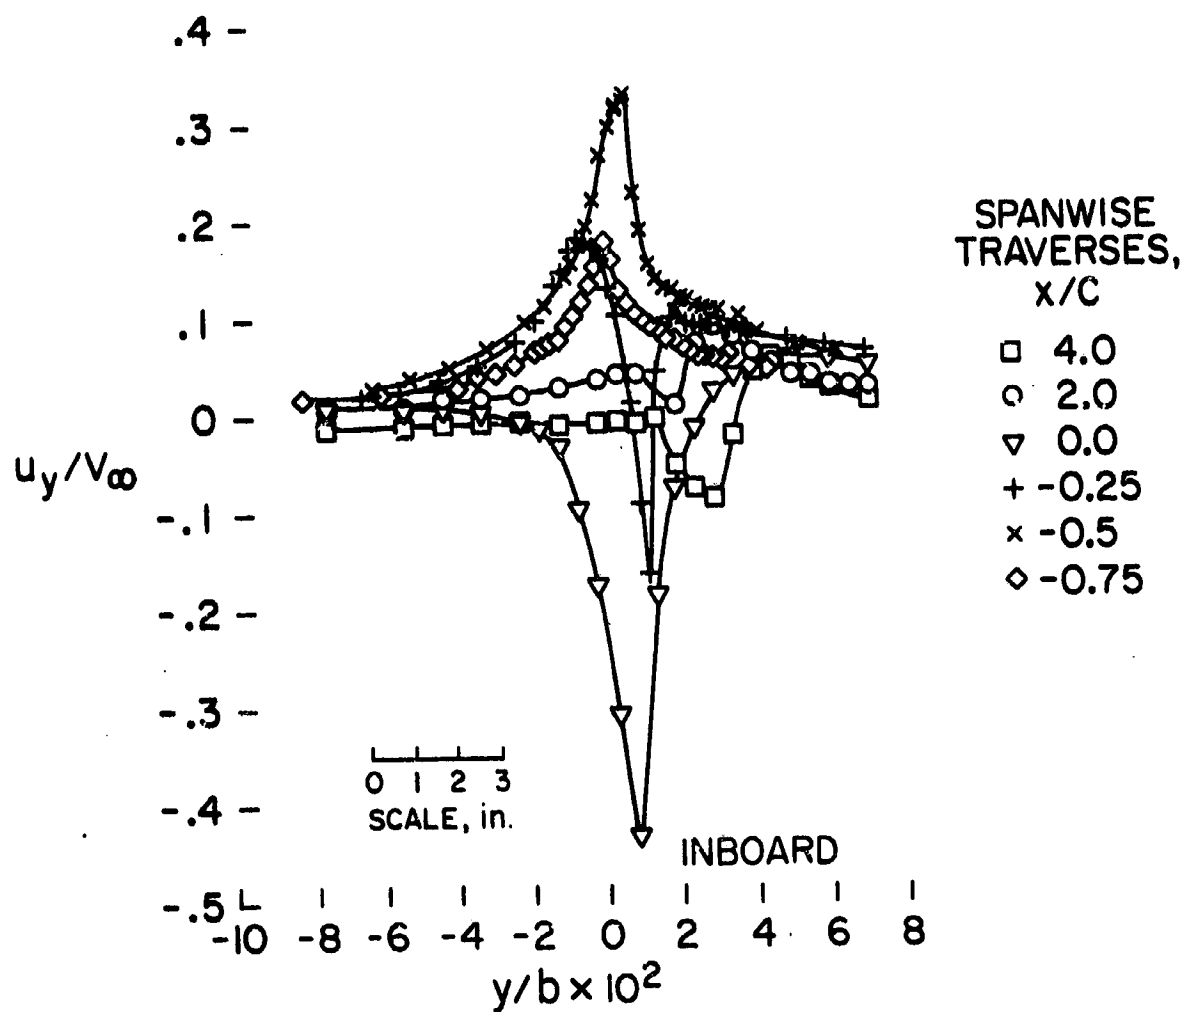 .4
.3
.2
.1
0
-.1
-.2
-.3
-.4
-.5
uy/V∞
-10 -8 -6 -4 -2 0 2 4 6 8
y/b × 10²
0 1 2 3
SCALE, in.
INBOARD
SPANWISE
TRAVERSES,
x/C
4.0
2.0
0.0
-0.25
-0.5
-0.75